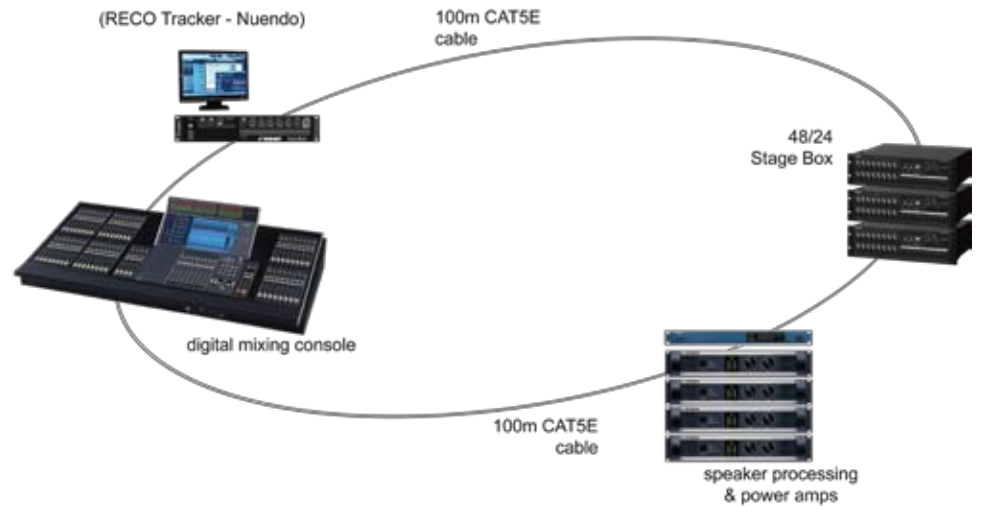 (RECO Tracker - Nuendo)
100m CAT5E
cable
48/24
Stage Box
digital mixing console
100m CAT5E
cable
speaker processing
& power amps